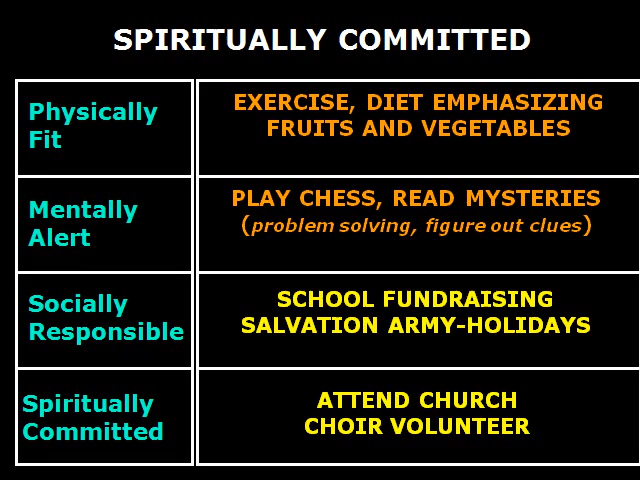 SPIRITUALLY COMMITTED
Physically
Fit
EXERCISE, DIET EMPHASIZING
FRUITS AND VEGETABLES
Mentally
Alert
PLAY CHESS, READ MYSTERIES
(problem solving, figure out clues)
Socially
Responsible
SCHOOL FUNDRAISING
SALVATION ARMY-HOLIDAYS
Spiritually
Committed
ATTEND CHURCH
CHOIR VOLUNTEER